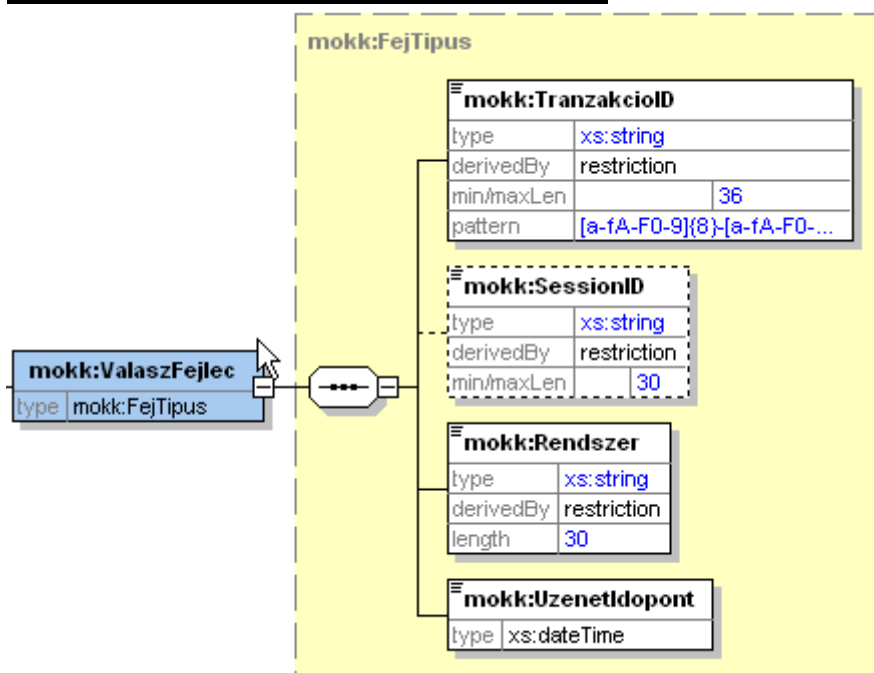 mokk:FejTipus
mokk:TranzakcioID
type xs:string
derivedBy restriction
min/maxLen 36
pattern [a-fA-F0-9]{8}-[a-fA-F0-...
mokk:SessionID
type xs:string
derivedBy restriction
min/maxLen 30
mokk:ValaszFejlec
type mokk:FejTipus
mokk:Rendszer
type xs:string
derivedBy restriction
length 30
mokk:UzenetIdopont
type xs:dateTime